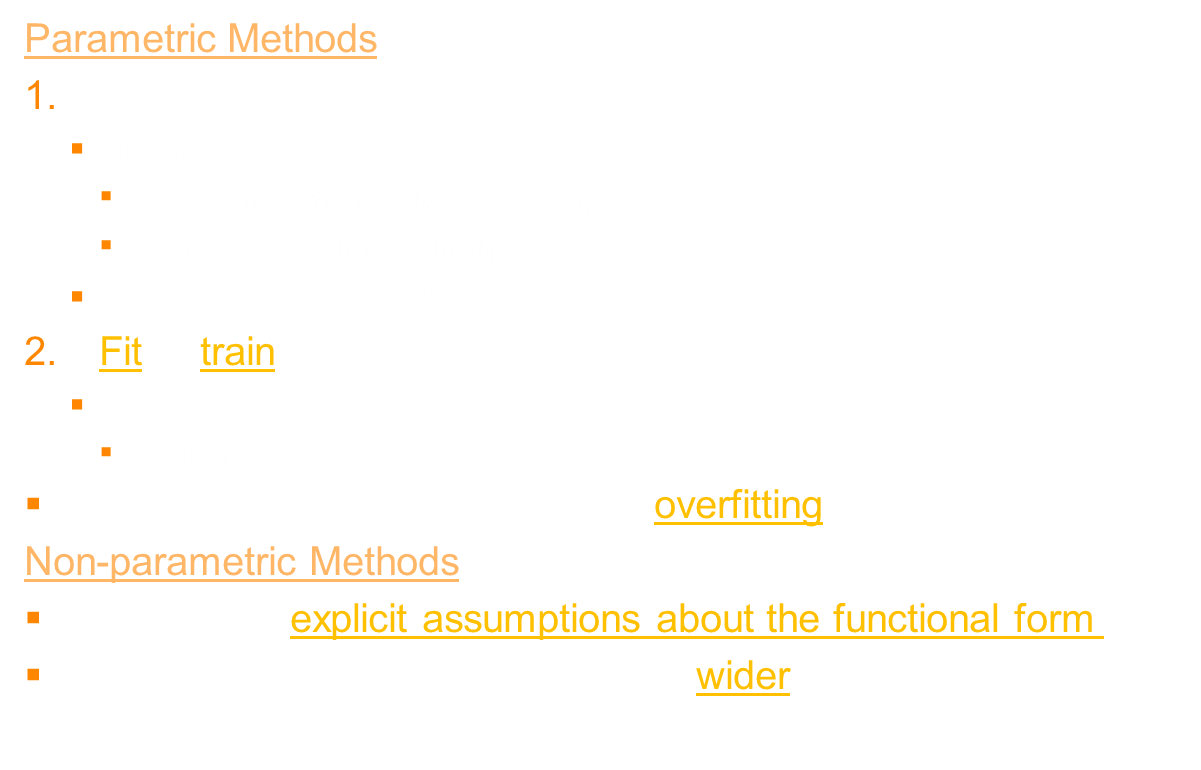 Parametric Methods
1.
▪
▪
▪
▪
2. Fit train
▪
▪
▪ overfitting
Non-parametric Methods
▪ explicit assumptions about the functional form
▪ wider